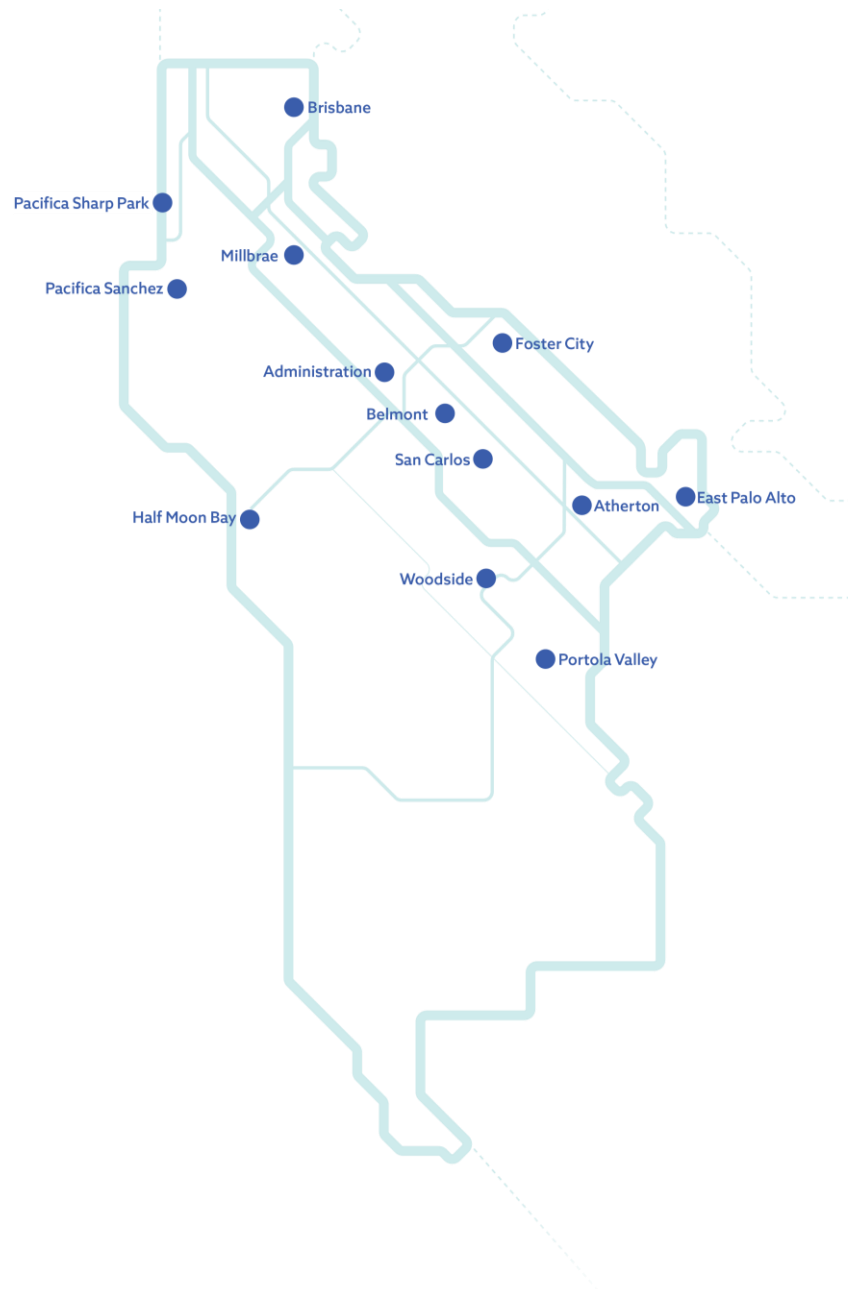 Brisbane
Pacifica Sharp Park
Millbrae
Pacifica Sanchez
Foster City
Administration
Belmont
San Carlos
East Palo Alto
Atherton
Half Moon Bay
Woodside
Portola Valley